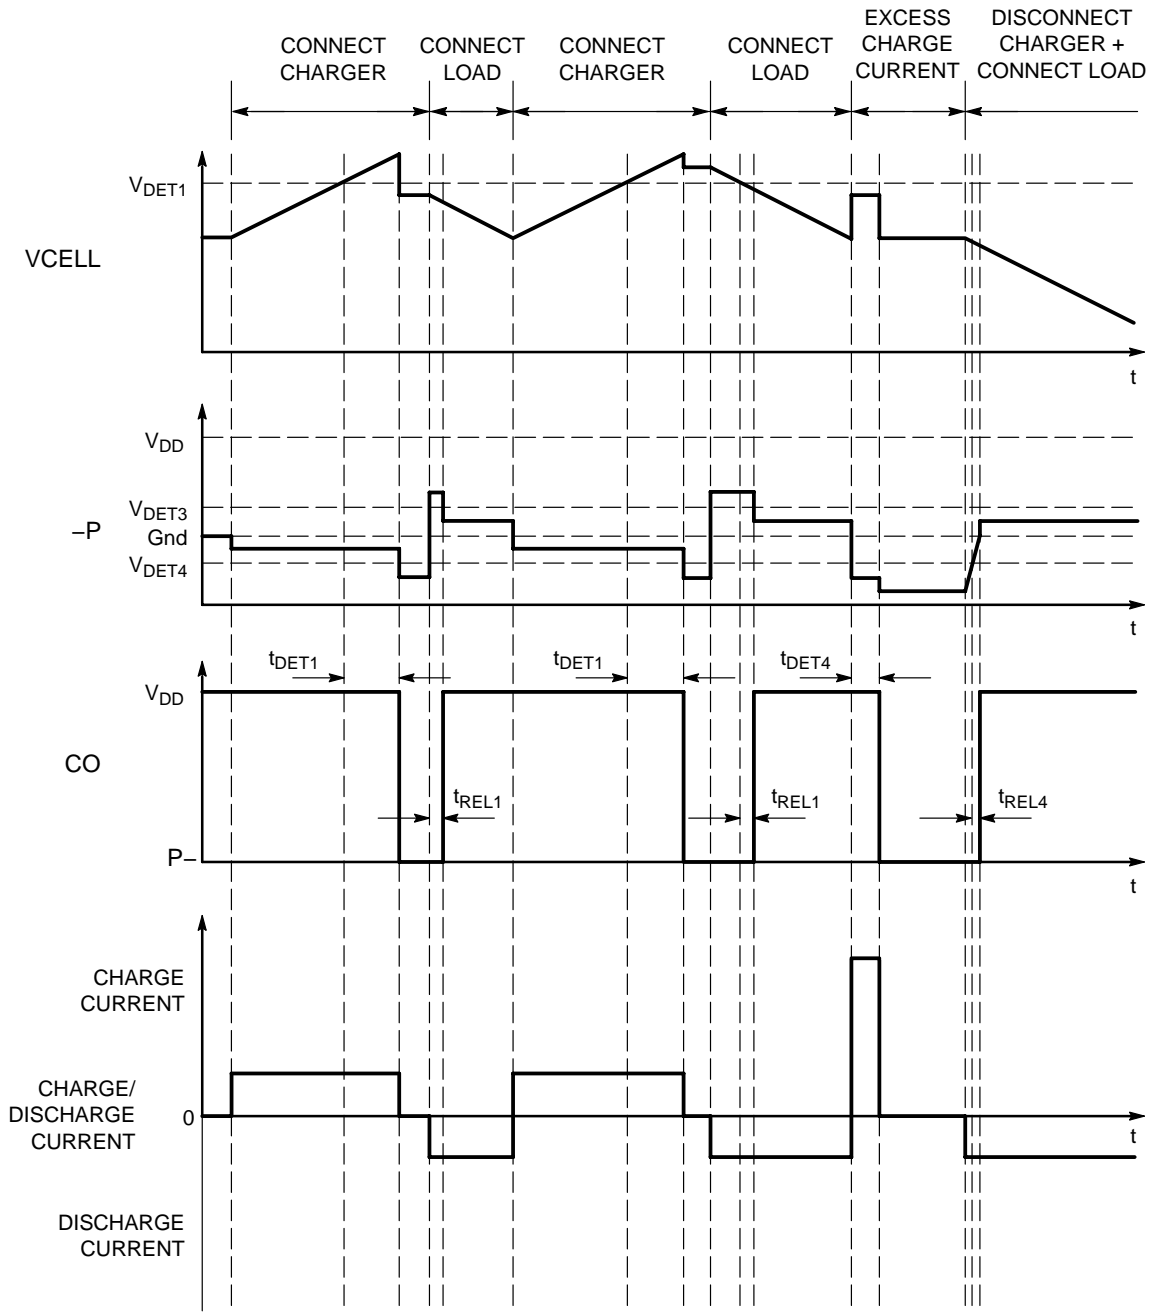 CONNECT
CHARGER
CONNECT
LOAD
CONNECT
CHARGER
CONNECT
LOAD
EXCESS
CHARGE
CURRENT
DISCONNECT
CHARGER +
CONNECT LOAD
VDET1
VCELL
t
VDD
VDET3
–P
Gnd
VDET4
t
tDET1
tDET1
tDET4
VDD
CO
tREL1
tREL1
tREL4
P–
t
CHARGE
CURRENT
CHARGE/
DISCHARGE
CURRENT
0
t
DISCHARGE
CURRENT